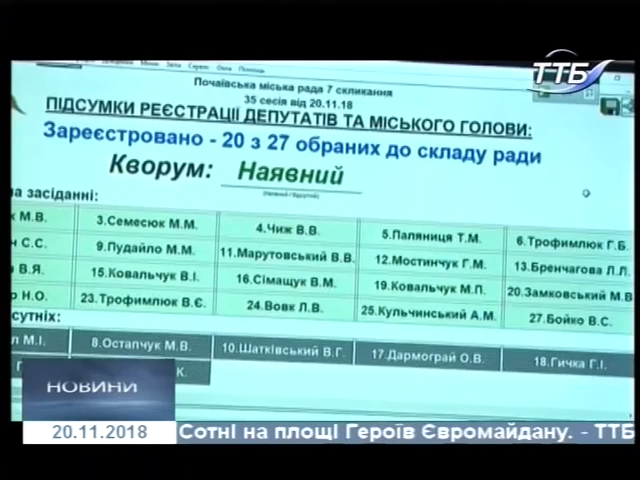 ТТБ
Почаївська міська рада 7 скликання
35 сесія від 20.11.18
ПІДСУМКИ РЕЄСТРАЦІЇ ДЕПУТАТІВ ТА МІСЬКОГО ГОЛОВИ:
Зареєстровано - 20 з 27 обраних до складу ради
Кворум: Наявний
на засіданні:
М.В. 3.Семесюк М.М. 4.Чиж В.В. 5.Паляниця Т.М. 6.Трофимлюк Г.Б.
С.С. 9.Пудайло М.М. 11.Марутовський В.В. 12.Мостинчук Г.М. 13.Бренчагова Л.Л.
В.Я. 15.Ковальчук В.І. 16.Сімащук В.М. 19.Ковальчук М.П. 20.Замковський М.В
Н.О. 23.Трофимлюк В.Є. 24.Вовк Л.В. 25.Кульчинський А.М. 27.Бойко В.С.
сутніх:
М.І. 8.Остапчук М.В. 10.Шатківський В.Г. 17.Дармограй О.В. 18.Гичка Г.І.
К.
НОВИНИ
20.11.2018 Сотні на площі Героїв Євромайдану. - ТТБ